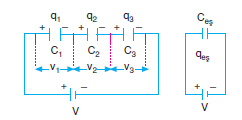 q₁ q₂ q₃
+ – + – + –
C₁ C₂ C₃
V₁ V₂ V₃
+ –
V
Ceş
qeş
+ –
V